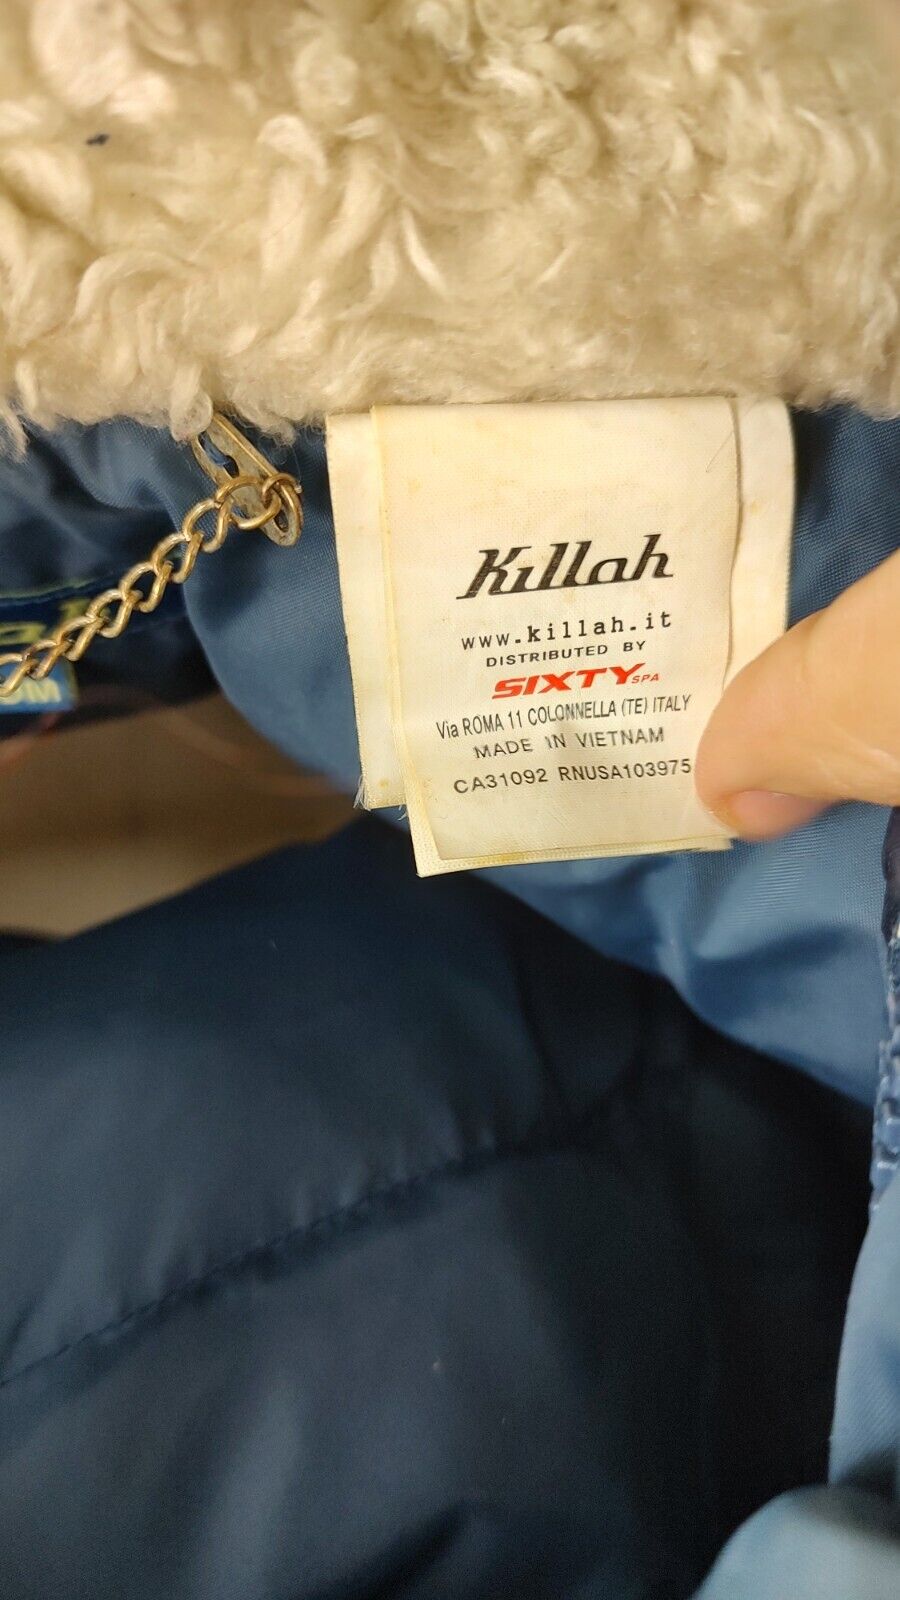 Killah
www.killah.it
DISTRIBUTED BY
SIXTY SPA
Via ROMA 11 COLONNELLA (TE) ITALY
MADE IN VIETNAM
CA31092 RNUSA103975